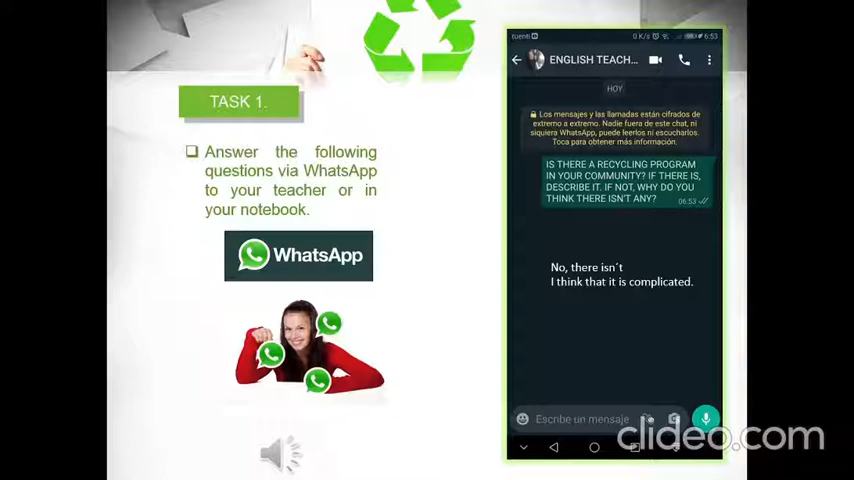 TASK 1.
Answer the following
questions via WhatsApp
to your teacher or in
your notebook.
WhatsApp
tuenti
0 K/s
6:53
ENGLISH TEACH...
HOY
Los mensajes y las llamadas están cifrados de
extremo a extremo. Nadie fuera de este chat, ni
siquiera WhatsApp, puede leerlos ni escucharlos.
Toca para obtener más información.
IS THERE A RECYCLING PROGRAM
IN YOUR COMMUNITY? IF THERE IS,
DESCRIBE IT. IF NOT, WHY DO YOU
THINK THERE ISN'T ANY?
06:53
No, there isn´t
I think that it is complicated.
Escribe un mensaje
clideo.com